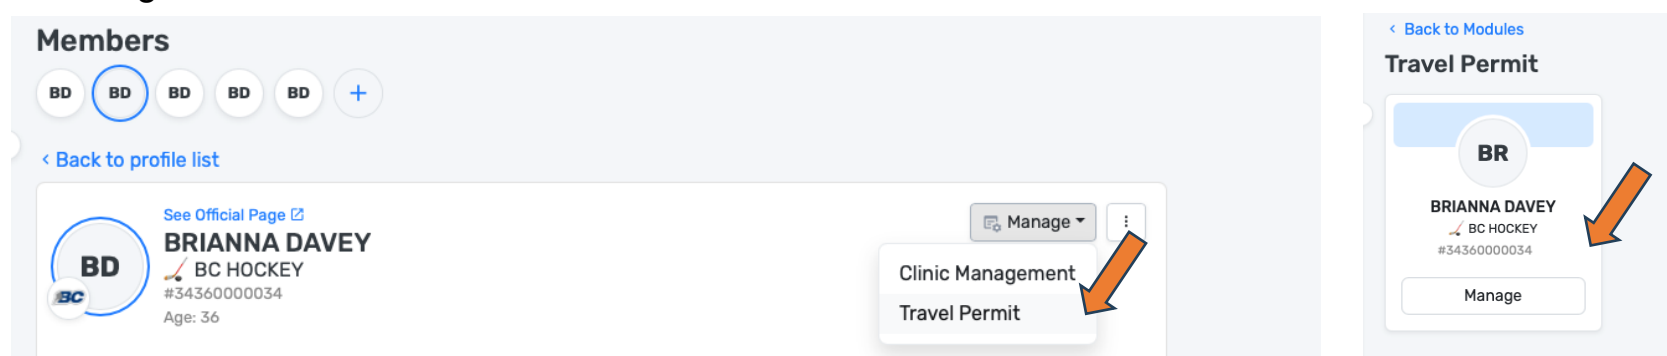 Members
BD BD BD BD BD +
< Back to profile list
See Official Page
BD
BRIANNA DAVEY
BC HOCKEY
BC
#34360000034
Age: 36
Manage
Clinic Management
Travel Permit
< Back to Modules
Travel Permit
BR
BRIANNA DAVEY
BC HOCKEY
#34360000034
Manage